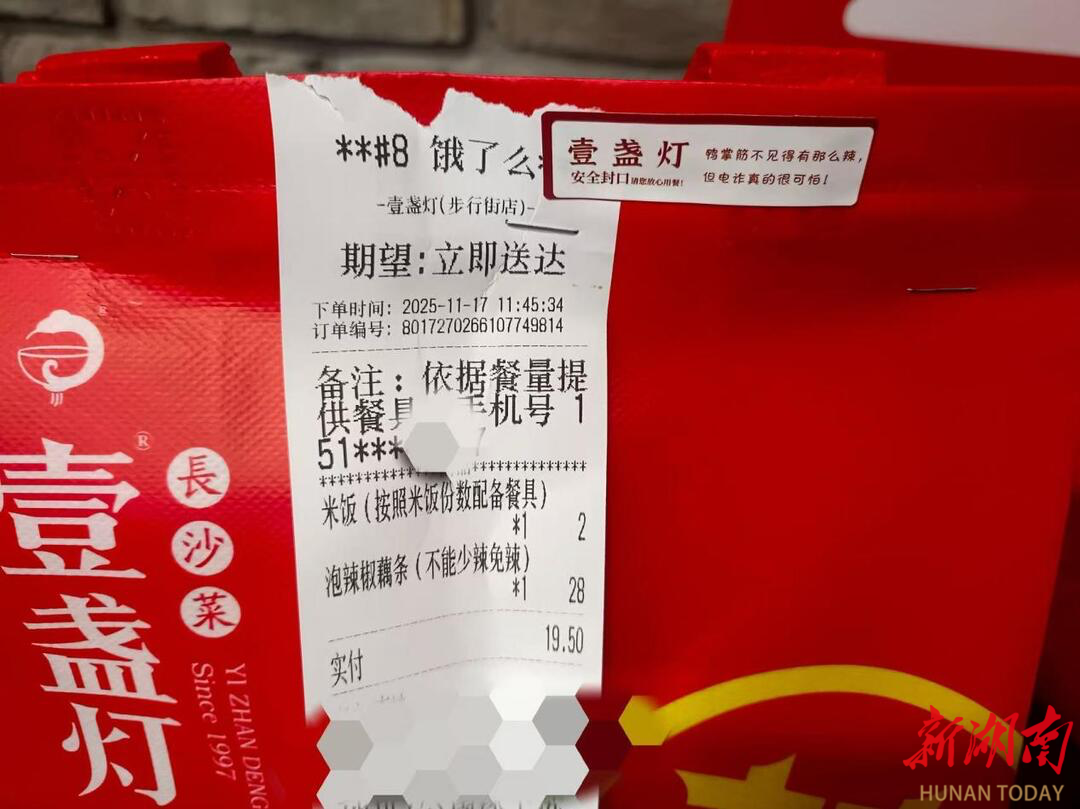 **#8 饿了么*
-壹盏灯(步行街店)-
期望:立即送达
下单时间: 2025-11-17 11:45:34
订单编号: 8017270266107749814
备注：依据餐量提
供餐具 手机号 1
51****
********************************
米饭(按照米饭份数配备餐具)
*1 2
泡辣椒藕条(不能少辣免辣)
*1 28
19.50
实付
壹盏灯
安全封口 请您放心用餐!
鸭掌筋不见得有那么辣,
但电诈真的很可怕!
壹盏灯
®
長沙菜
YI ZHAN DENG
Since 1997
新湖南
HUNAN TODAY